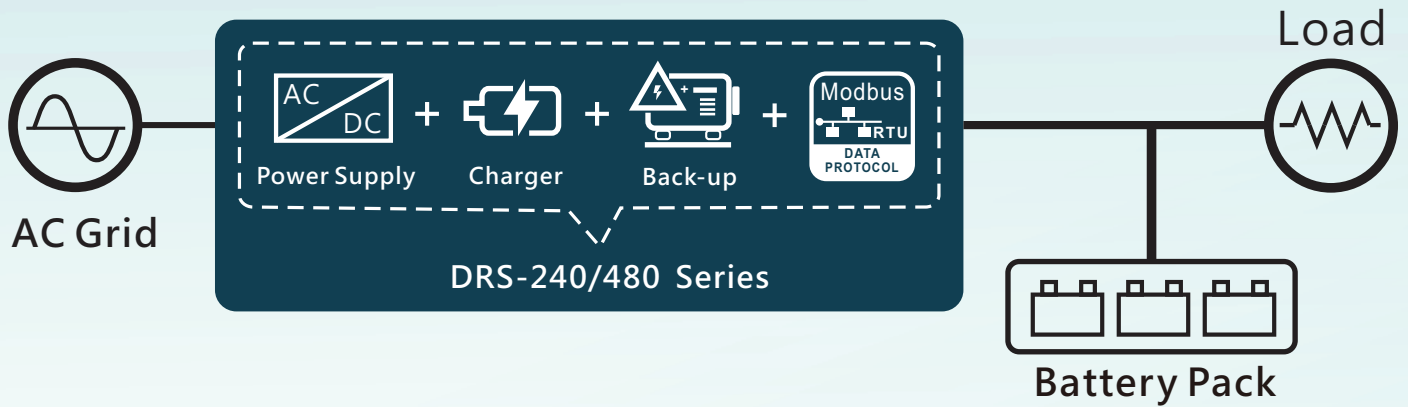 Load
AC
DC
Modbus
RTU
DATA
PROTOCOL
Power Supply
Charger
Back-up
AC Grid
DRS-240/480 Series
Battery Pack